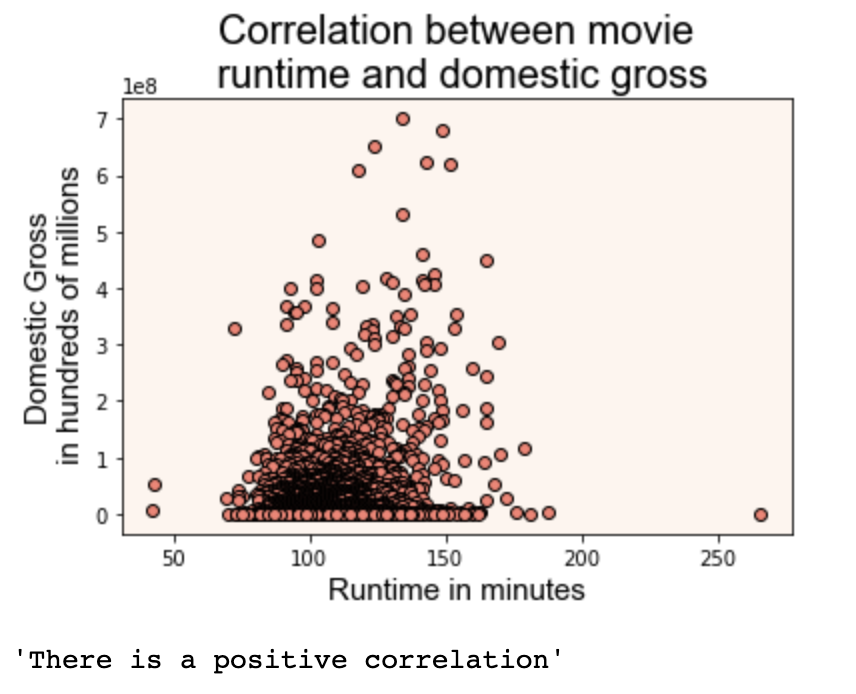 Correlation between movie
runtime and domestic gross
1e8
7
6
5
4
3
2
1
0
Domestic Gross
in hundreds of millions
50 100 150 200 250
Runtime in minutes
'There is a positive correlation'